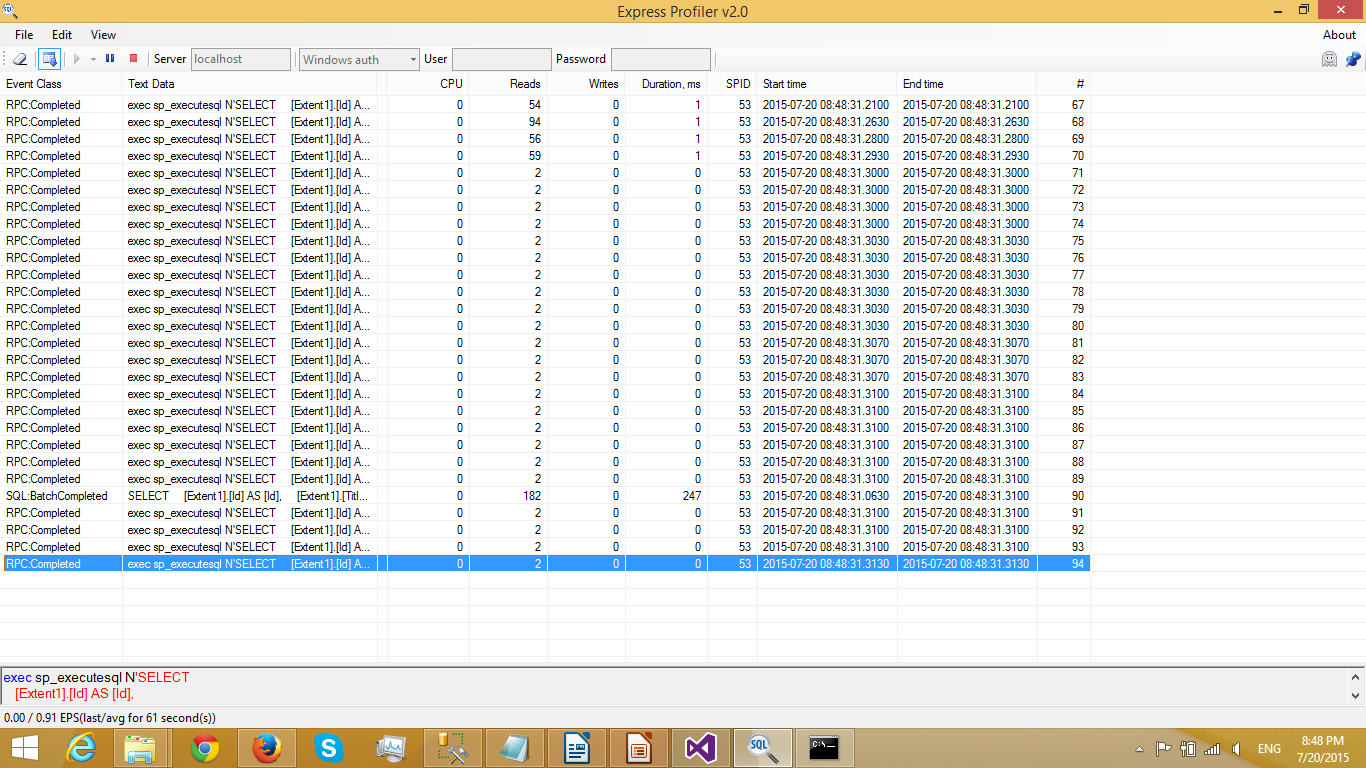 Express Profiler v2.0
File Edit View About
Server localhost Windows auth User Password
Event Class Text Data CPU Reads Writes Duration, ms SPID Start time End time #
RPC:Completed exec sp_executesql N'SELECT [Extent1].[Id] A... 0 54 0 1 53 2015-07-20 08:48:31.2100 2015-07-20 08:48:31.2100 67
RPC:Completed exec sp_executesql N'SELECT [Extent1].[Id] A... 0 94 0 1 53 2015-07-20 08:48:31.2630 2015-07-20 08:48:31.2630 68
RPC:Completed exec sp_executesql N'SELECT [Extent1].[Id] A... 0 56 0 1 53 2015-07-20 08:48:31.2800 2015-07-20 08:48:31.2800 69
RPC:Completed exec sp_executesql N'SELECT [Extent1].[Id] A... 0 59 0 1 53 2015-07-20 08:48:31.2930 2015-07-20 08:48:31.2930 70
RPC:Completed exec sp_executesql N'SELECT [Extent1].[Id] A... 0 2 0 0 53 2015-07-20 08:48:31.3000 2015-07-20 08:48:31.3000 71
RPC:Completed exec sp_executesql N'SELECT [Extent1].[Id] A... 0 2 0 0 53 2015-07-20 08:48:31.3000 2015-07-20 08:48:31.3000 72
RPC:Completed exec sp_executesql N'SELECT [Extent1].[Id] A... 0 2 0 0 53 2015-07-20 08:48:31.3000 2015-07-20 08:48:31.3000 73
RPC:Completed exec sp_executesql N'SELECT [Extent1].[Id] A... 0 2 0 0 53 2015-07-20 08:48:31.3000 2015-07-20 08:48:31.3000 74
RPC:Completed exec sp_executesql N'SELECT [Extent1].[Id] A... 0 2 0 0 53 2015-07-20 08:48:31.3030 2015-07-20 08:48:31.3030 75
RPC:Completed exec sp_executesql N'SELECT [Extent1].[Id] A... 0 2 0 0 53 2015-07-20 08:48:31.3030 2015-07-20 08:48:31.3030 76
RPC:Completed exec sp_executesql N'SELECT [Extent1].[Id] A... 0 2 0 0 53 2015-07-20 08:48:31.3030 2015-07-20 08:48:31.3030 77
RPC:Completed exec sp_executesql N'SELECT [Extent1].[Id] A... 0 2 0 0 53 2015-07-20 08:48:31.3030 2015-07-20 08:48:31.3030 78
RPC:Completed exec sp_executesql N'SELECT [Extent1].[Id] A... 0 2 0 0 53 2015-07-20 08:48:31.3030 2015-07-20 08:48:31.3030 79
RPC:Completed exec sp_executesql N'SELECT [Extent1].[Id] A... 0 2 0 0 53 2015-07-20 08:48:31.3030 2015-07-20 08:48:31.3030 80
RPC:Completed exec sp_executesql N'SELECT [Extent1].[Id] A... 0 2 0 0 53 2015-07-20 08:48:31.3070 2015-07-20 08:48:31.3070 81
RPC:Completed exec sp_executesql N'SELECT [Extent1].[Id] A... 0 2 0 0 53 2015-07-20 08:48:31.3070 2015-07-20 08:48:31.3070 82
RPC:Completed exec sp_executesql N'SELECT [Extent1].[Id] A... 0 2 0 0 53 2015-07-20 08:48:31.3070 2015-07-20 08:48:31.3070 83
RPC:Completed exec sp_executesql N'SELECT [Extent1].[Id] A... 0 2 0 0 53 2015-07-20 08:48:31.3100 2015-07-20 08:48:31.3100 84
RPC:Completed exec sp_executesql N'SELECT [Extent1].[Id] A... 0 2 0 0 53 2015-07-20 08:48:31.3100 2015-07-20 08:48:31.3100 85
RPC:Completed exec sp_executesql N'SELECT [Extent1].[Id] A... 0 2 0 0 53 2015-07-20 08:48:31.3100 2015-07-20 08:48:31.3100 86
RPC:Completed exec sp_executesql N'SELECT [Extent1].[Id] A... 0 2 0 0 53 2015-07-20 08:48:31.3100 2015-07-20 08:48:31.3100 87
RPC:Completed exec sp_executesql N'SELECT [Extent1].[Id] A... 0 2 0 0 53 2015-07-20 08:48:31.3100 2015-07-20 08:48:31.3100 88
RPC:Completed exec sp_executesql N'SELECT [Extent1].[Id] A... 0 2 0 0 53 2015-07-20 08:48:31.3100 2015-07-20 08:48:31.3100 89
SQL:BatchCompleted SELECT [Extent1].[Id] AS [Id], [Extent1].[Titl... 0 182 0 247 53 2015-07-20 08:48:31.0630 2015-07-20 08:48:31.3100 90
RPC:Completed exec sp_executesql N'SELECT [Extent1].[Id] A... 0 2 0 0 53 2015-07-20 08:48:31.3100 2015-07-20 08:48:31.3100 91
RPC:Completed exec sp_executesql N'SELECT [Extent1].[Id] A... 0 2 0 0 53 2015-07-20 08:48:31.3100 2015-07-20 08:48:31.3100 92
RPC:Completed exec sp_executesql N'SELECT [Extent1].[Id] A... 0 2 0 0 53 2015-07-20 08:48:31.3100 2015-07-20 08:48:31.3100 93
RPC:Completed exec sp_executesql N'SELECT [Extent1].[Id] A... 0 2 0 0 53 2015-07-20 08:48:31.3130 2015-07-20 08:48:31.3130 94
exec sp_executesql N'SELECT
[Extent1].[Id] AS [Id],
0.00 / 0.91 EPS(last/avg for 61 second(s))
SQL
C:\_
ENG
8:48 PM
7/20/2015